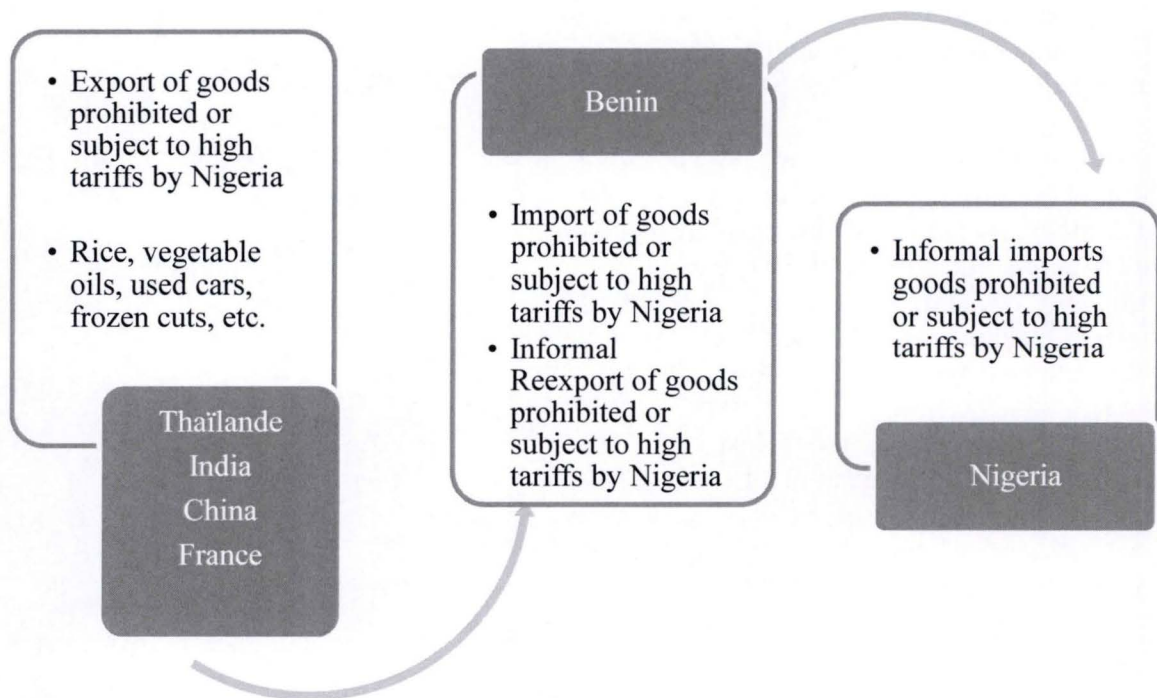 • Export of goods
prohibited or
subject to high
tariffs by Nigeria
• Rice, vegetable
oils, used cars,
frozen cuts, etc.
Thaïlande
India
China
France
Benin
• Import of goods
prohibited or
subject to high
tariffs by Nigeria
• Informal
Reexport of goods
prohibited or
subject to high
tariffs by Nigeria
• Informal imports
goods prohibited
or subject to high
tariffs by Nigeria
Nigeria